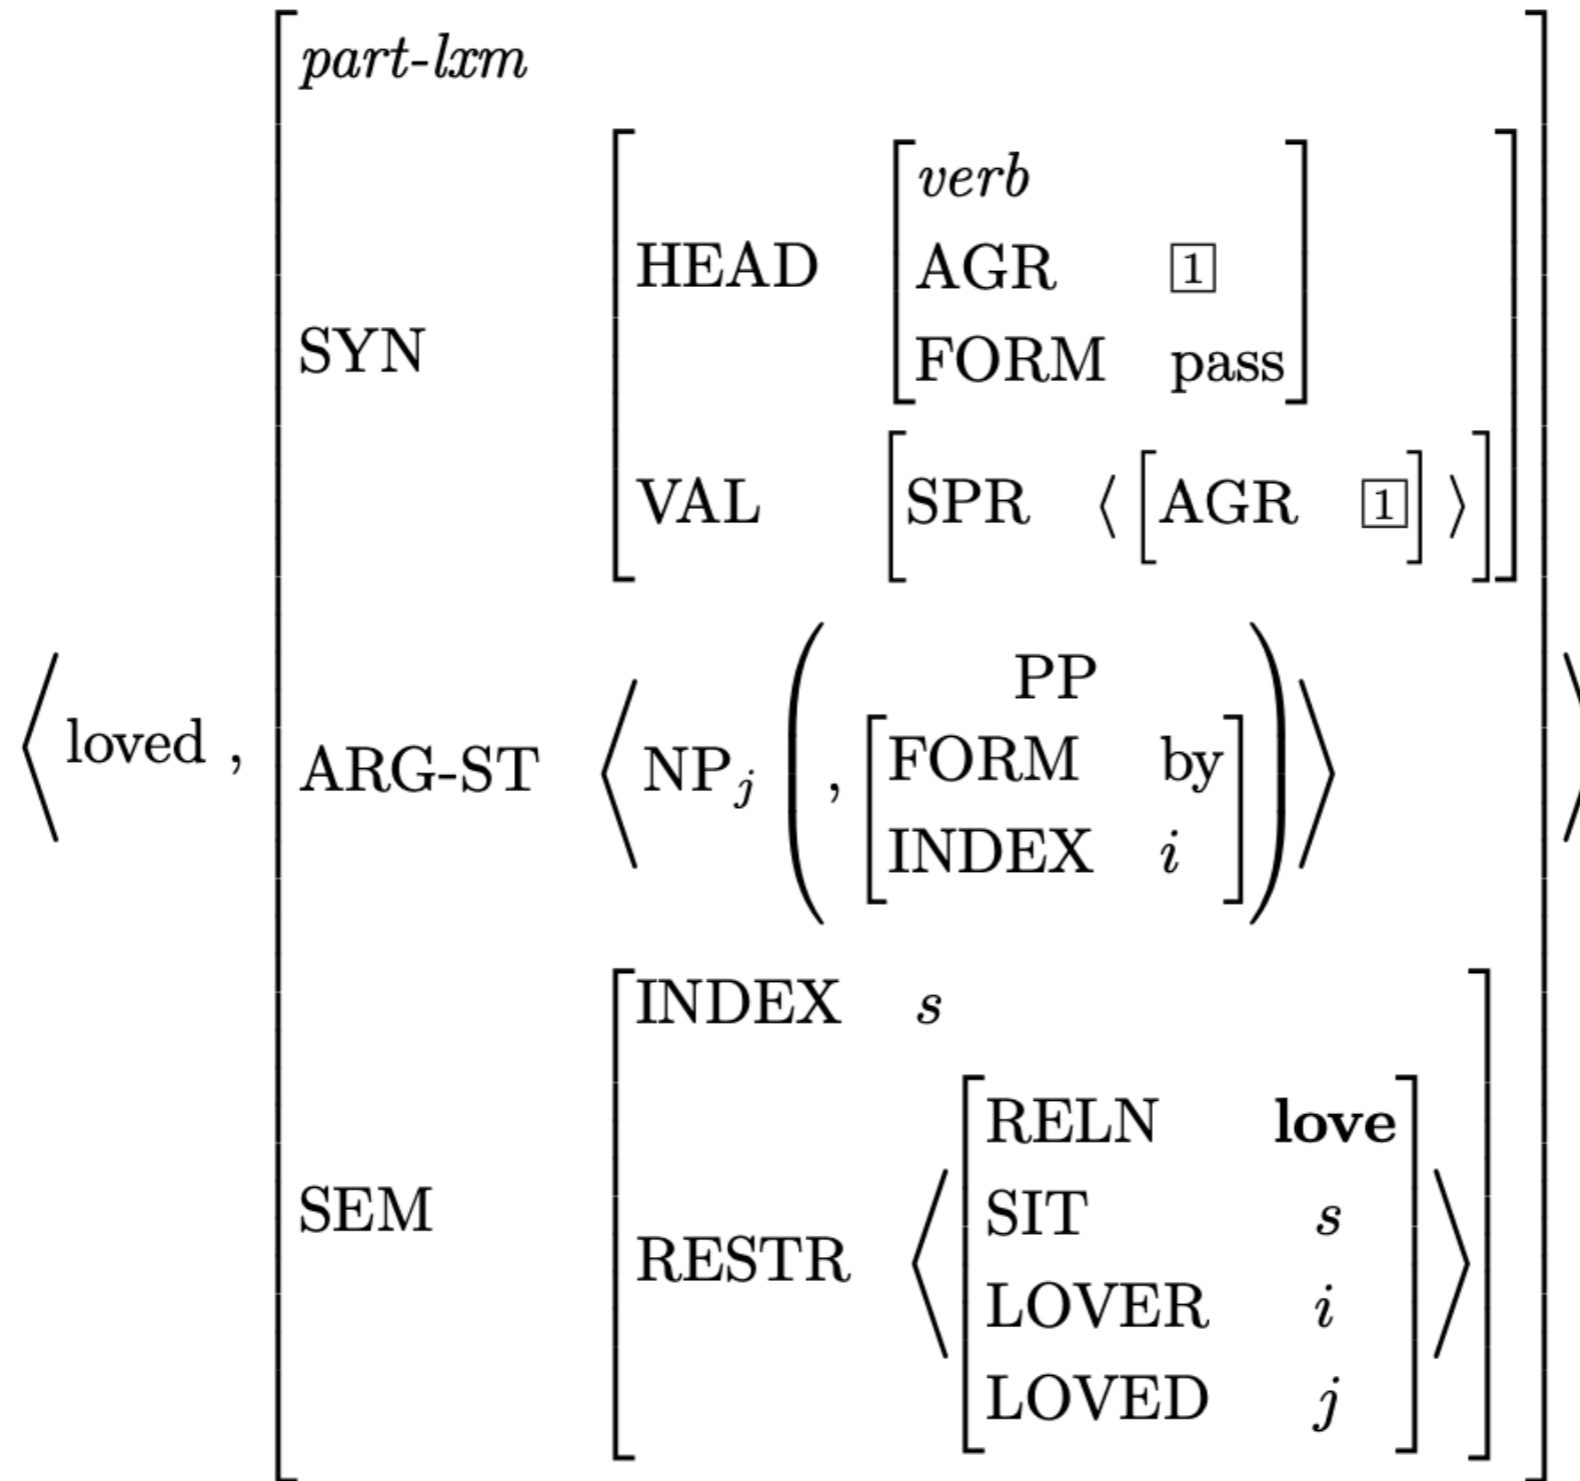 part-lxm
verb
HEAD AGR 1
SYN FORM pass
VAL [SPR ⟨[AGR 1]⟩]
PP
⟨loved , ARG-ST ⟨NP_j ( , [FORM by
INDEX i])⟩
INDEX s
RELN love
SEM SIT s
RESTR LOVER i
LOVED j